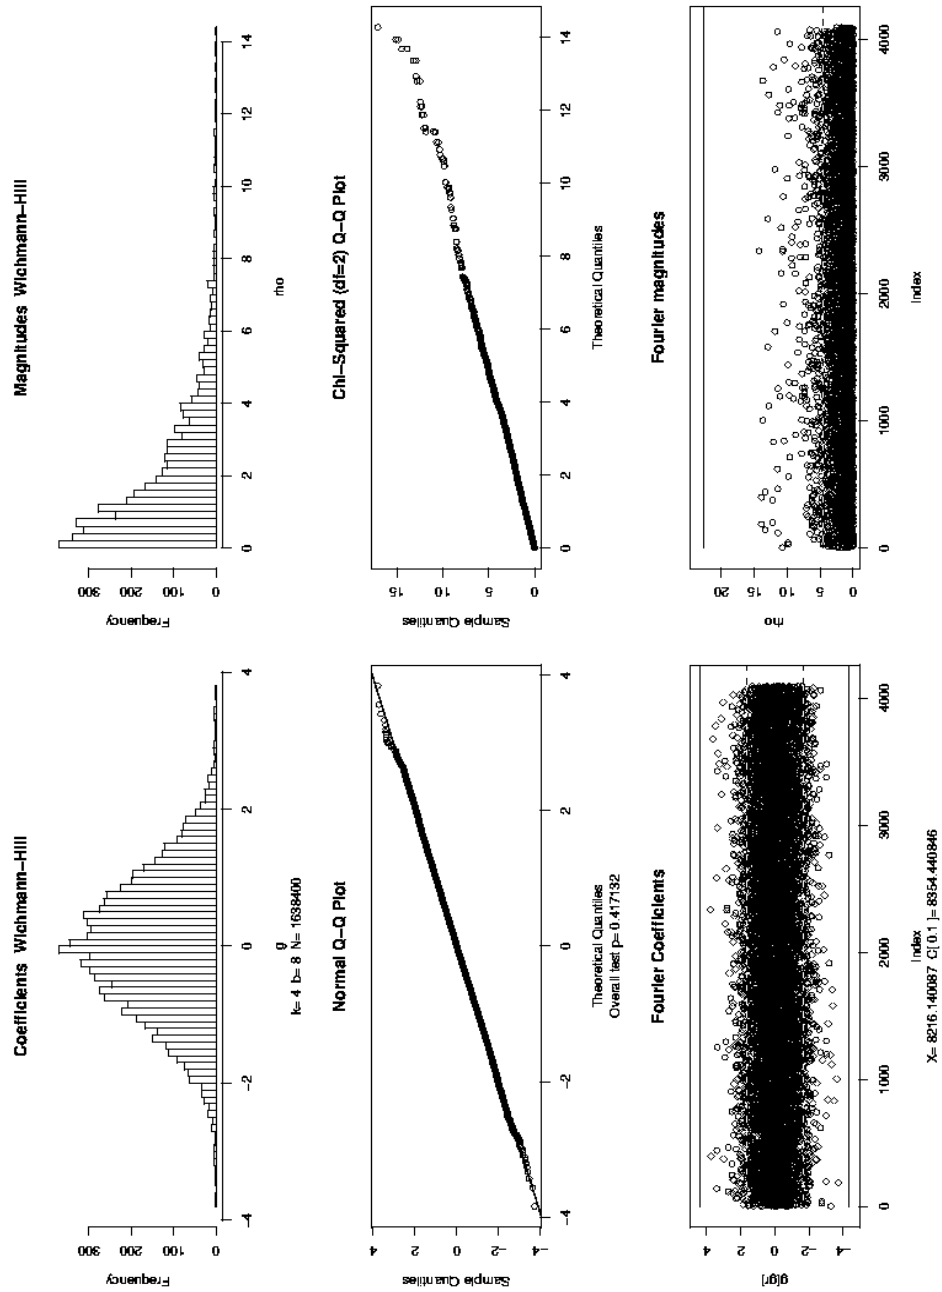 Coefficients Wichmann-Hill
Frequency
0 100 200 300
-4 -2 0 2 4
g
k= 4 b= 8 N= 1638400
Magnitudes Wichmann-Hill
Frequency
0 100 200 300
0 2 4 6 8 10 12 14
rho
Normal Q-Q Plot
Sample Quantiles
-4 -2 0 2 4
-4 -2 0 2 4
Theoretical Quantiles
Overall test p= 0.417132
Chi-Squared (df=2) Q-Q Plot
Sample Quantiles
0 5 10 15
0 2 4 6 8 10 12 14
Theoretical Quantiles
Fourier Coefficients
g[gr]
-4 -2 0 2 4
0 1000 2000 3000 4000
Index
X= 8216.140087 C[ 0.1 ]= 8354.440846
Fourier magnitudes
rho
0 5 10 15 20
0 1000 2000 3000 4000
Index